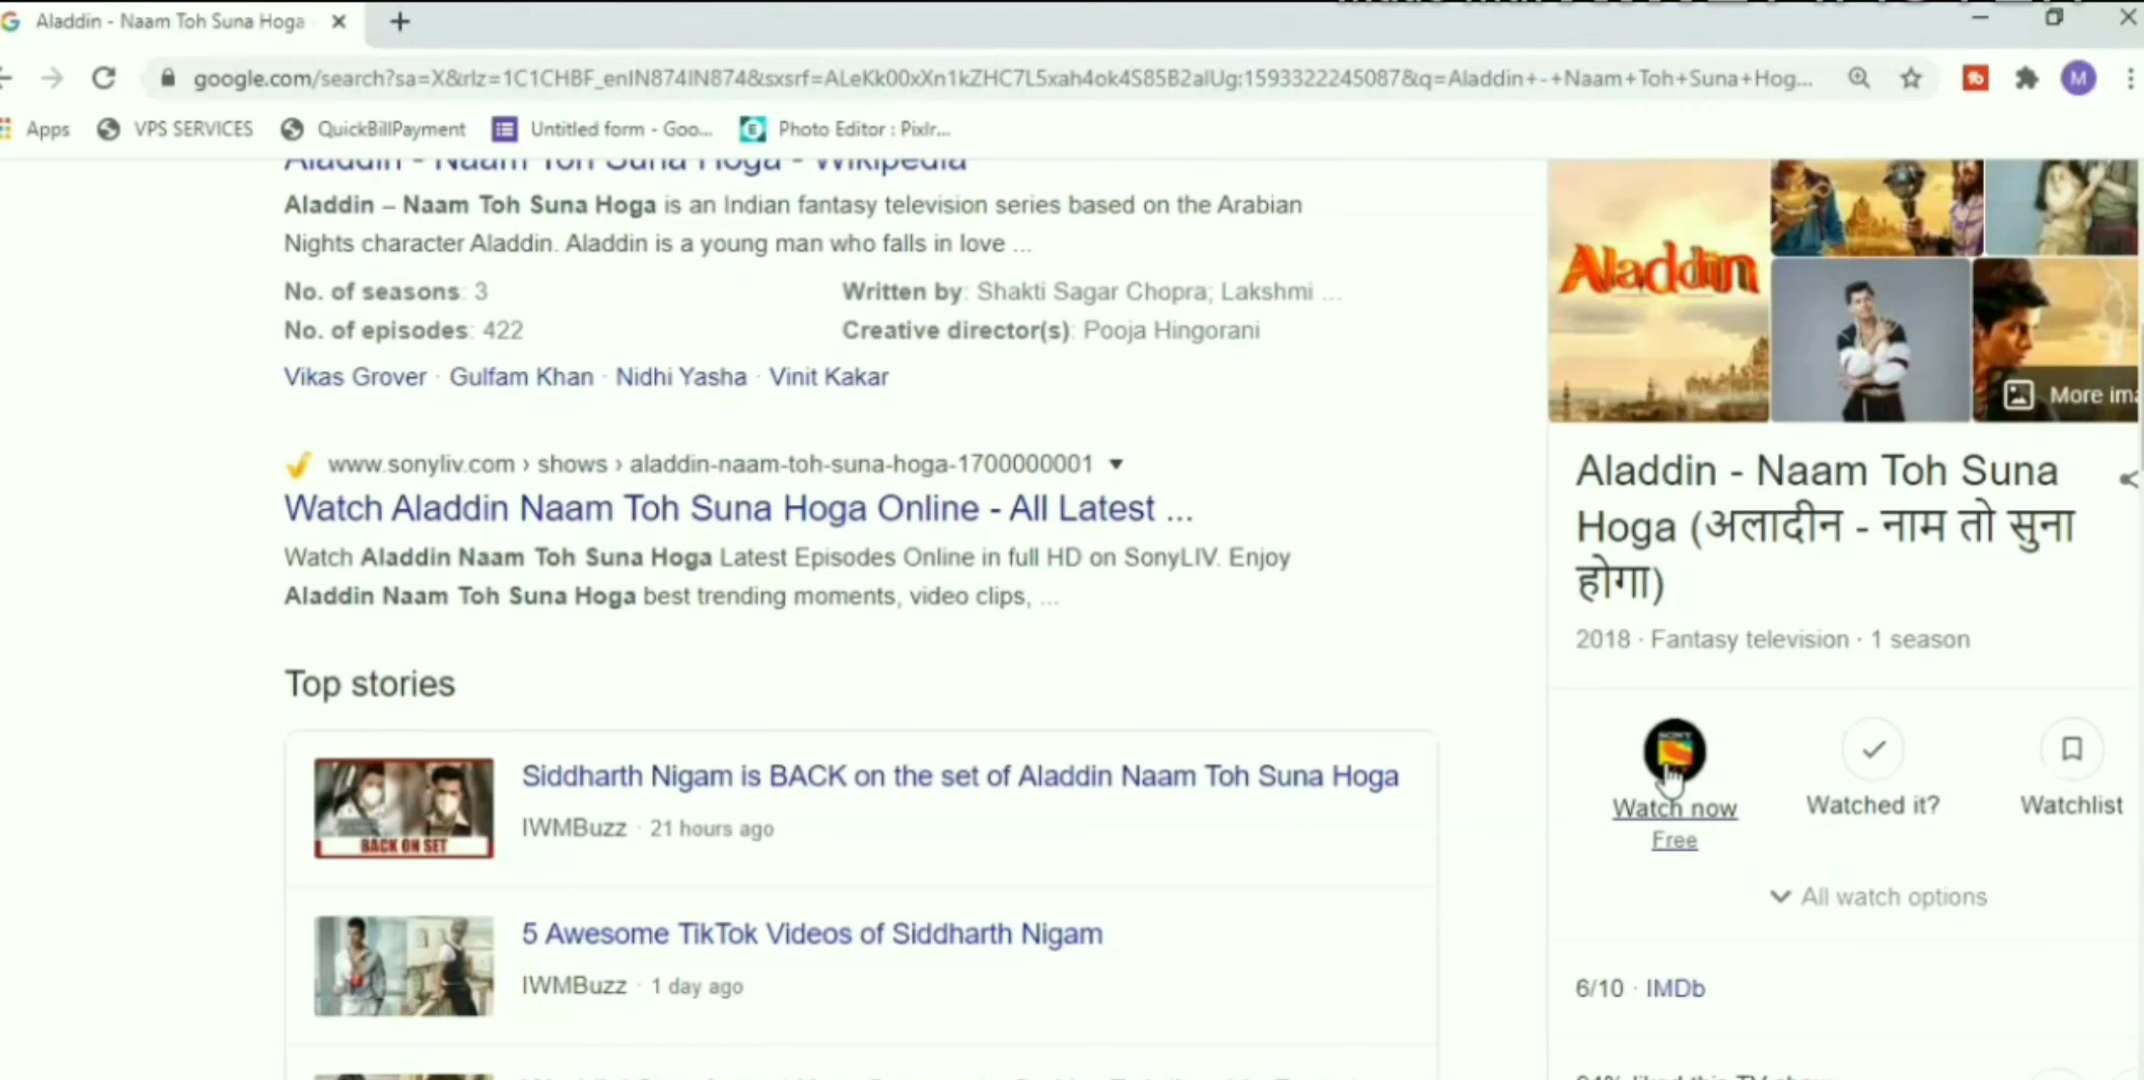 Aladdin - Naam Toh Suna Hoga
google.com/search?sa=X&rlz=1C1CHBF_enIN874IN874&sxsrf=ALeKk00xXn1kZHC7L5xah4ok4S85B2alUg:1593322245087&q=Aladdin+-+Naam+Toh+Suna+Hog...
M
Apps VPS SERVICES QuickBillPayment Untitled form - Goo... Photo Editor : Pixlr...
Aladdin - Naam Toh Suna Hoga - Wikipedia
Aladdin – Naam Toh Suna Hoga is an Indian fantasy television series based on the Arabian
Nights character Aladdin. Aladdin is a young man who falls in love ...
No. of seasons: 3
Written by: Shakti Sagar Chopra; Lakshmi ...
No. of episodes: 422
Creative director(s): Pooja Hingorani
Vikas Grover · Gulfam Khan · Nidhi Yasha · Vinit Kakar
www.sonyliv.com › shows › aladdin-naam-toh-suna-hoga-1700000001
Watch Aladdin Naam Toh Suna Hoga Online - All Latest ...
Watch Aladdin Naam Toh Suna Hoga Latest Episodes Online in full HD on SonyLIV. Enjoy
Aladdin Naam Toh Suna Hoga best trending moments, video clips, ...
Top stories
Siddharth Nigam is BACK on the set of Aladdin Naam Toh Suna Hoga
IWMBuzz · 21 hours ago
BACK ON SET
5 Awesome TikTok Videos of Siddharth Nigam
IWMBuzz · 1 day ago
Aladdin
More ima
Aladdin - Naam Toh Suna
Hoga (अलादीन - नाम तो सुना
होगा)
2018 · Fantasy television · 1 season
SONY
Watch now
Free
Watched it?
Watchlist
All watch options
6/10 · IMDb